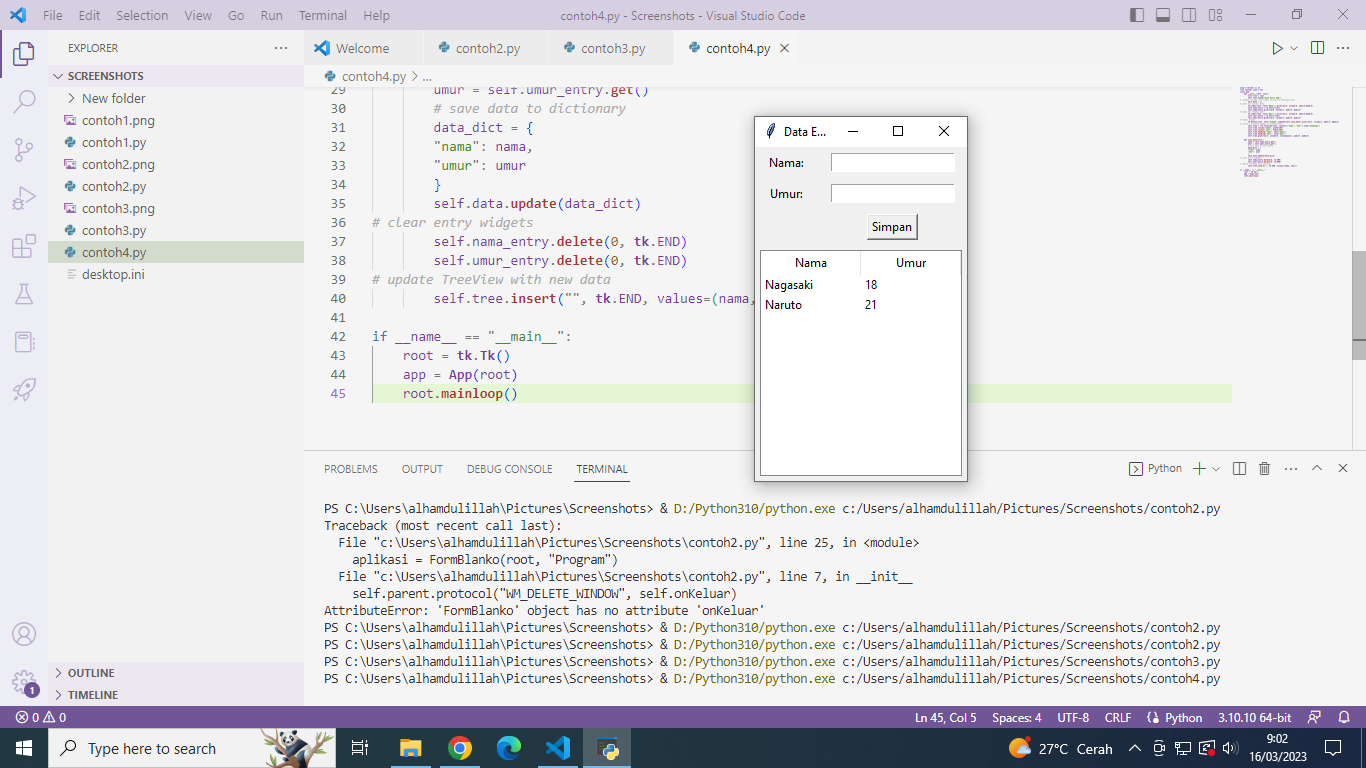 File Edit Selection View Go Run Terminal Help
contoh4.py - Screenshots - Visual Studio Code
EXPLORER
SCREENSHOTS
New folder
contoh1.png
contoh1.py
contoh2.png
contoh2.py
contoh3.png
contoh3.py
contoh4.py
desktop.ini
OUTLINE
TIMELINE
Welcome contoh2.py contoh3.py contoh4.py
contoh4.py > ...
29 umur = self.umur_entry.get()
30 # save data to dictionary
31 data_dict = {
32 "nama": nama,
33 "umur": umur
34 }
35 self.data.update(data_dict)
36 # clear entry widgets
37 self.nama_entry.delete(0, tk.END)
38 self.umur_entry.delete(0, tk.END)
39 # update TreeView with new data
40 self.tree.insert("", tk.END, values=(nama,
41
42 if __name__ == "__main__":
43 root = tk.Tk()
44 app = App(root)
45 root.mainloop()
Data E...
Nama:
Umur:
Simpan
Nama Umur
Nagasaki 18
Naruto 21
PROBLEMS OUTPUT DEBUG CONSOLE TERMINAL
Python
PS C:\Users\alhamdulillah\Pictures\Screenshots> & D:/Python310/python.exe c:/Users/alhamdulillah/Pictures/Screenshots/contoh2.py
Traceback (most recent call last):
File "c:\Users\alhamdulillah\Pictures\Screenshots\contoh2.py", line 25, in <module>
aplikasi = FormBlanko(root, "Program")
File "c:\Users\alhamdulillah\Pictures\Screenshots\contoh2.py", line 7, in __init__
self.parent.protocol("WM_DELETE_WINDOW", self.onKeluar)
AttributeError: 'FormBlanko' object has no attribute 'onKeluar'
PS C:\Users\alhamdulillah\Pictures\Screenshots> & D:/Python310/python.exe c:/Users/alhamdulillah/Pictures/Screenshots/contoh2.py
PS C:\Users\alhamdulillah\Pictures\Screenshots> & D:/Python310/python.exe c:/Users/alhamdulillah/Pictures/Screenshots/contoh2.py
PS C:\Users\alhamdulillah\Pictures\Screenshots> & D:/Python310/python.exe c:/Users/alhamdulillah/Pictures/Screenshots/contoh3.py
PS C:\Users\alhamdulillah\Pictures\Screenshots> & D:/Python310/python.exe c:/Users/alhamdulillah/Pictures/Screenshots/contoh4.py
1
0 0
Ln 45, Col 5 Spaces: 4 UTF-8 CRLF Python 3.10.10 64-bit
Type here to search
27°C Cerah
9:02
16/03/2023